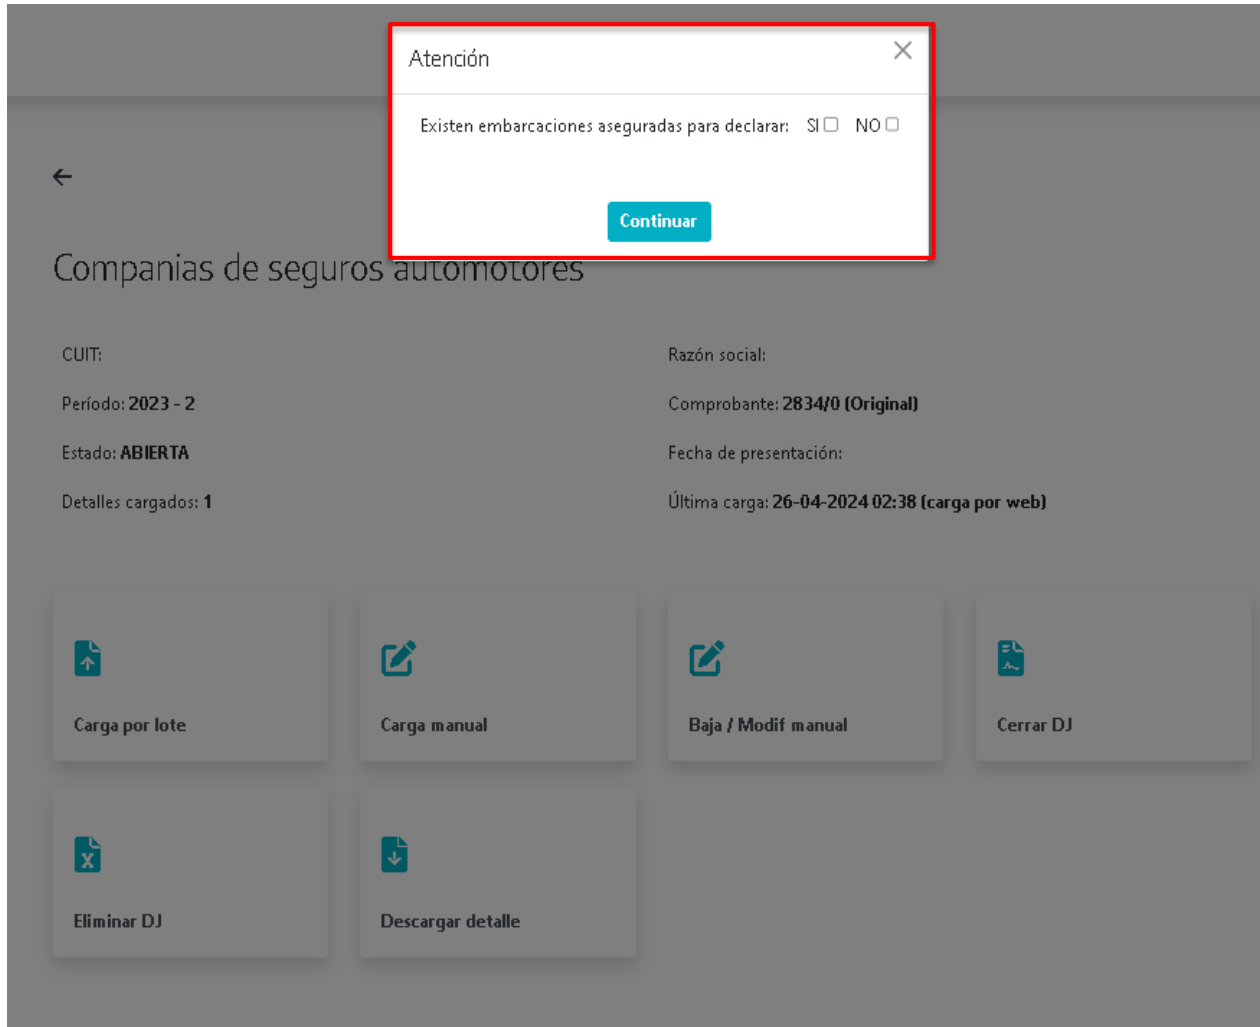 Atención
Existen embarcaciones aseguradas para declarar: SI NO
Continuar
Companias de seguros automotores
CUIT:
Razón social:
Período: 2023 - 2
Comprobante: 2834/0 (Original)
Estado: ABIERTA
Fecha de presentación:
Detalles cargados: 1
Última carga: 26-04-2024 02:38 (carga por web)
Carga por lote
Carga manual
Baja / Modif manual
Cerrar DJ
Eliminar DJ
Descargar detalle